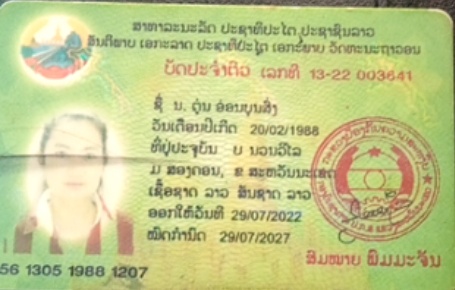 ສາທາລະນະລັດ ປະຊາທິປະໄຕ ປະຊາຊົນລາວ
ສັນຕິພາບ ເອກະລາດ ປະຊາທິປະໄຕ ເອກະພາບ ວັດທະນະຖາວອນ
ບັດປະຈຳຕົວ ເລກທີ 13-22 003641
ຊື່ ນ. ຕຸ່ນ ອ່ອນບຸນສົ່ງ
ວັນເດືອນປີເກີດ 20/02/1988
ທີ່ຢູ່ປະຈຸບັນ ບ ນວນວິໄລ
ມ ສອງຄອນ, ຂ ສະຫວັນນະເຂດ
ເຊື້ອຊາດ ລາວ ສັນຊາດ ລາວ
ອອກໃຫ້ວັນທີ 29/07/2022
ໝົດກຳນົດ 29/07/2027
ສີມໝາຍ ພິມມະຈັນ
56 1305 1988 1207